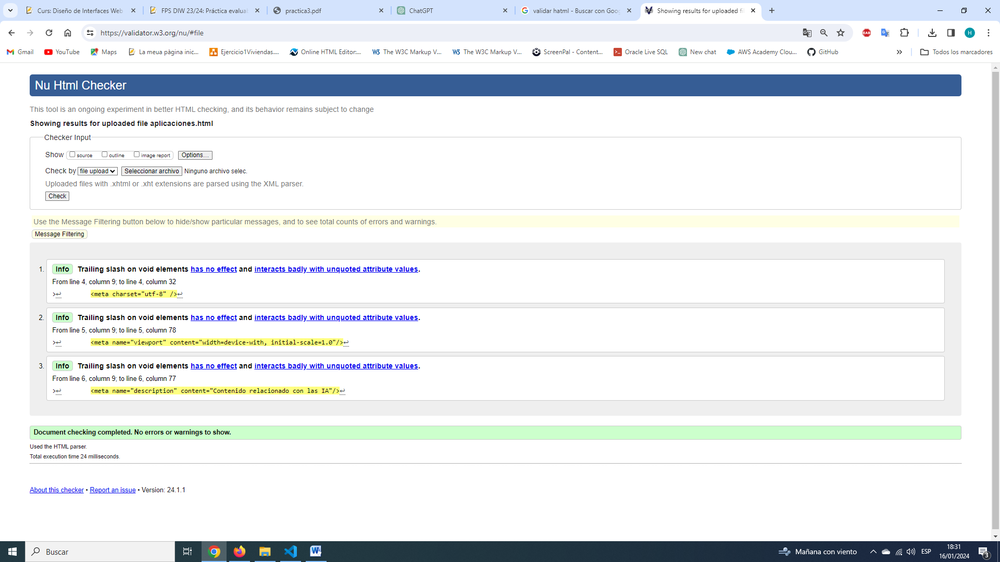 Curs: Diseño de Interfaces Web
FPS DIW 23/24: Práctica evaluab
practica3.pdf
ChatGPT
validar hatml - Buscar con Goog
Showing results for uploaded fi
https://validator.w3.org/nu/#file
H
Gmail
YouTube
Maps
La meua pàgina inic...
Ejercicio1Viviendas....
Online HTML Editor:...
The W3C Markup V...
The W3C Markup V...
ScreenPal - Content...
Oracle Live SQL
New chat
AWS Academy Clou...
GitHub
Todos los marcadores
Nu Html Checker
This tool is an ongoing experiment in better HTML checking, and its behavior remains subject to change
Showing results for uploaded file aplicaciones.html
Checker Input
Show source outline image report Options...
Check by file upload Seleccionar archivo Ninguno archivo selec.
Uploaded files with .xhtml or .xht extensions are parsed using the XML parser.
Check
Use the Message Filtering button below to hide/show particular messages, and to see total counts of errors and warnings.
Message Filtering
1. Info Trailing slash on void elements has no effect and interacts badly with unquoted attribute values.
From line 4, column 9; to line 4, column 32
>↩ <meta charset="utf-8" />↩
2. Info Trailing slash on void elements has no effect and interacts badly with unquoted attribute values.
From line 5, column 9; to line 5, column 78
>↩ <meta name="viewport" content="width=device-with, initial-scale=1.0"/>↩
3. Info Trailing slash on void elements has no effect and interacts badly with unquoted attribute values.
From line 6, column 9; to line 6, column 77
>↩ <meta name="description" content="Contenido relacionado con las IA"/>↩
Document checking completed. No errors or warnings to show.
Used the HTML parser.
Total execution time 24 milliseconds.
About this checker • Report an issue • Version: 24.1.1
Buscar
Mañana con viento
ESP
18:31
16/01/2024
3